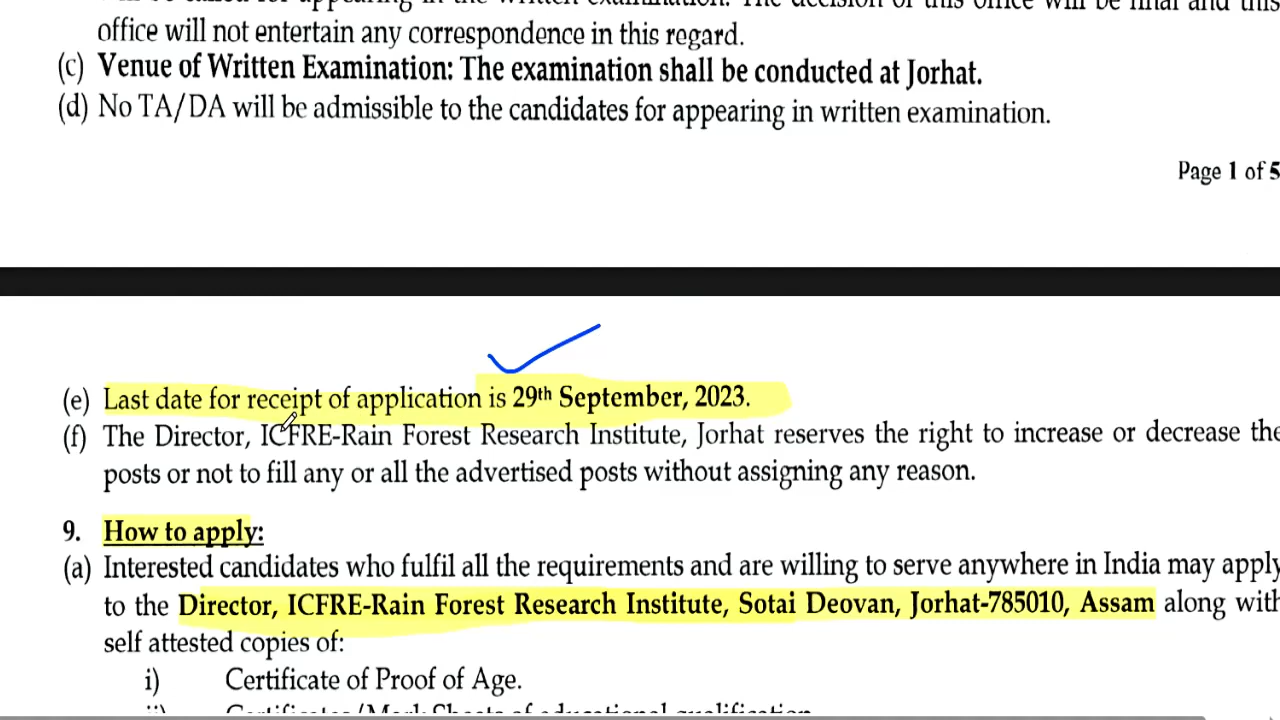 office will not entertain any correspondence in this regard.
(c) Venue of Written Examination: The examination shall be conducted at Jorhat.
(d) No TA/DA will be admissible to the candidates for appearing in written examination.
Page 1 of 5
(e) Last date for receipt of application is 29th September, 2023.
(f) The Director, ICFRE-Rain Forest Research Institute, Jorhat reserves the right to increase or decrease the
posts or not to fill any or all the advertised posts without assigning any reason.
9. How to apply:
(a) Interested candidates who fulfil all the requirements and are willing to serve anywhere in India may apply
to the Director, ICFRE-Rain Forest Research Institute, Sotai Deovan, Jorhat-785010, Assam along with
self attested copies of:
i) Certificate of Proof of Age.